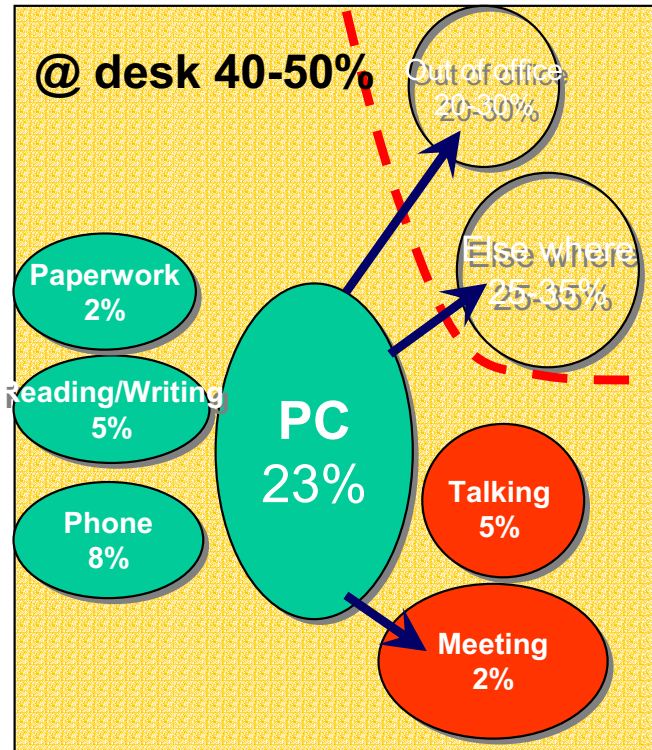 @ desk 40-50%
Out of office
20-30%
Else where
25-35%
Paperwork
2%
Reading/Writing
5%
PC
23%
Phone
8%
Talking
5%
Meeting
2%